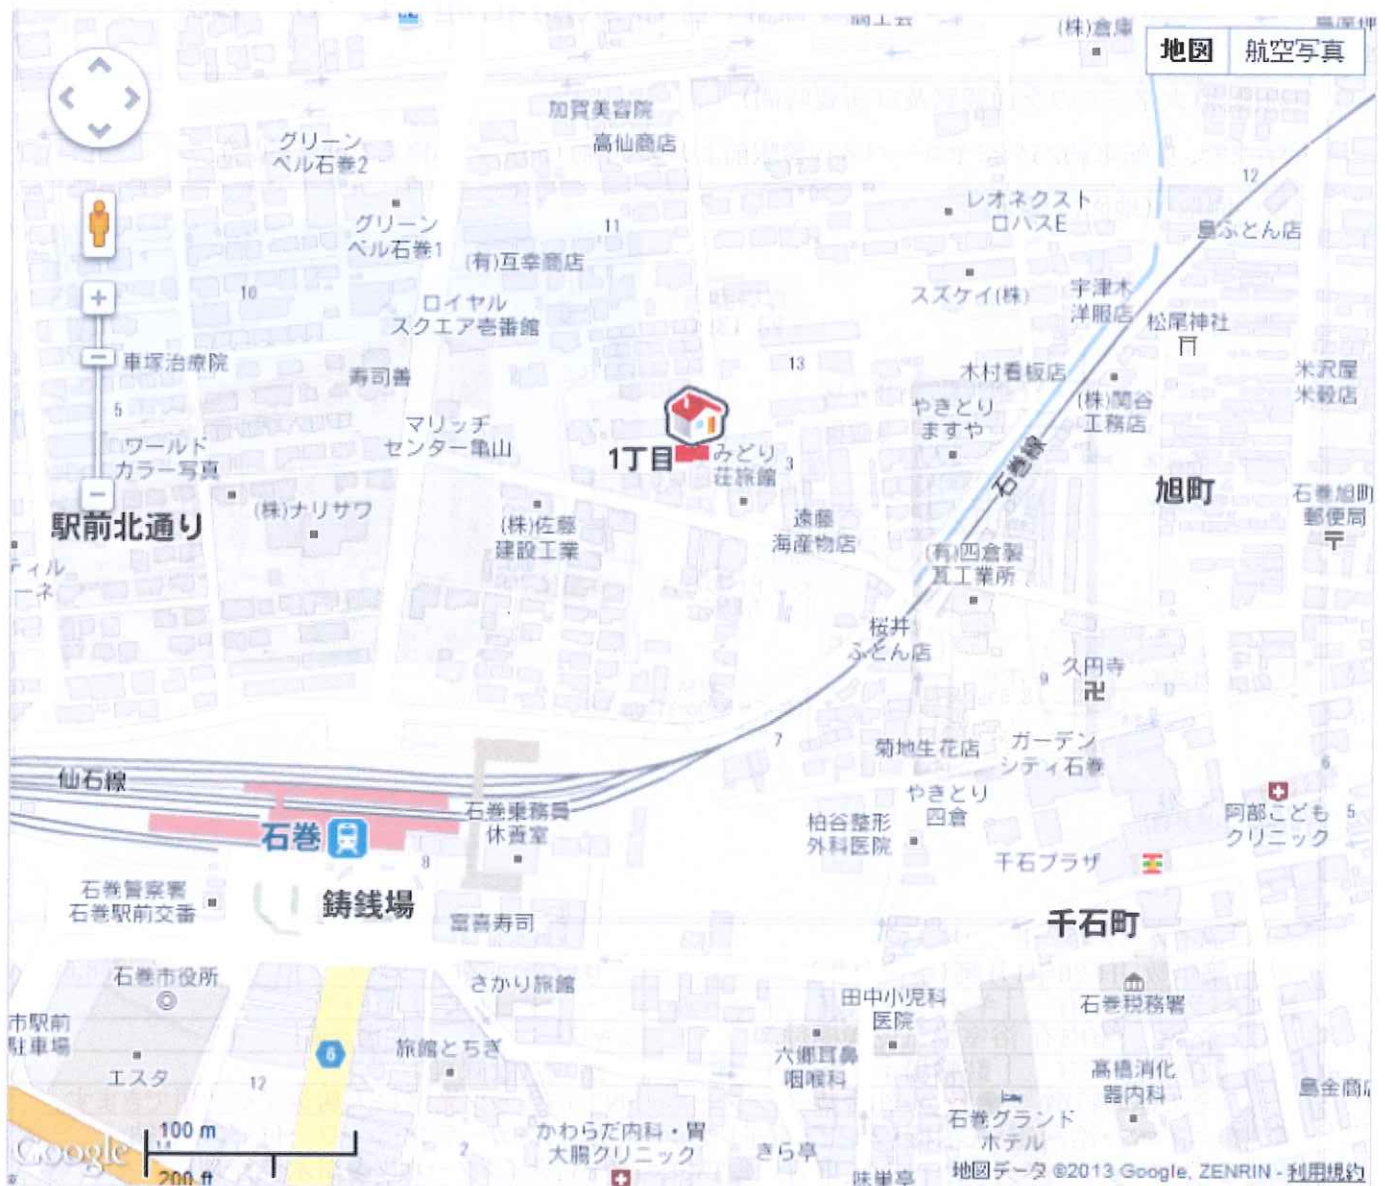 (株)倉庫
地図
航空写真
加賀美容院
高仙商店
グリーン
ベル石巻2
12
レオネクスト
ロハスE
グリーン
ベル石巻1
11
島ふとん店
(有)互幸商店
スズケイ(株)
宇津木
洋服店
10
ロイヤル
スクエア壱番館
松尾神社
車塚治療院
13
寿司善
木村看板店
米沢屋
米穀店
(株)関谷
工務店
やきとり
ますや
5
マリッチ
センター亀山
ワールド
カラー写真
1丁目
みどり
荘旅館
3
石巻線
旭町
石巻旭町
郵便局
〒
駅前北通り
(株)ナリサワ
(株)佐藤
建設工業
遠藤
海産物店
(有)四倉製
瓦工業所
ティル
ーネ
桜井
ふとん店
9
久円寺
卍
7
菊地生花店
ガーデン
シティ石巻
仙石線
6
やきとり
四倉
石巻乗務員
休養室
柏谷整形
外科医院
阿部こども
クリニック
5
石巻
8
千石プラザ
石巻警察署
石巻駅前交番
鋳銭場
富喜寿司
千石町
石巻市役所
さかり旅館
田中小児科
医院
石巻税務署
市駅前
駐車場
6
旅館とちぎ
六郷耳鼻
咽喉科
エスタ
12
高橋消化
器内科
島金商店
石巻グランド
ホテル
100 m
200 ft
Google
2
かわらだ内科・胃
大腸クリニック
きら亭
地図データ ©2013 Google, ZENRIN - 利用規約